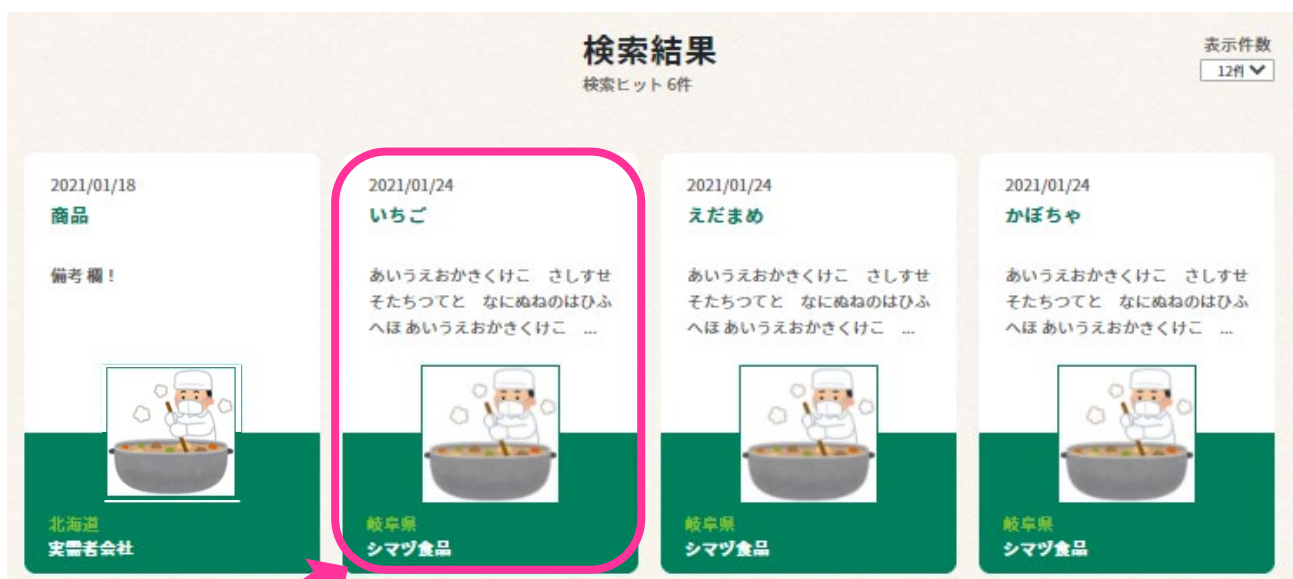 検索結果
検索ヒット 6件
表示件数
12件
2021/01/18
商品
備考 欄！
北海道
実需者会社
2021/01/24
いちご
あいうえおかきくけこ　さしすせ
そたちつてと　なにぬねのはひふ
へほ あいうえおかきくけこ　...
岐阜県
シマヅ食品
2021/01/24
えだまめ
あいうえおかきくけこ　さしすせ
そたちつてと　なにぬねのはひふ
へほ あいうえおかきくけこ　...
岐阜県
シマヅ食品
2021/01/24
かぼちゃ
あいうえおかきくけこ　さしすせ
そたちつてと　なにぬねのはひふ
へほ あいうえおかきくけこ　...
岐阜県
シマヅ食品